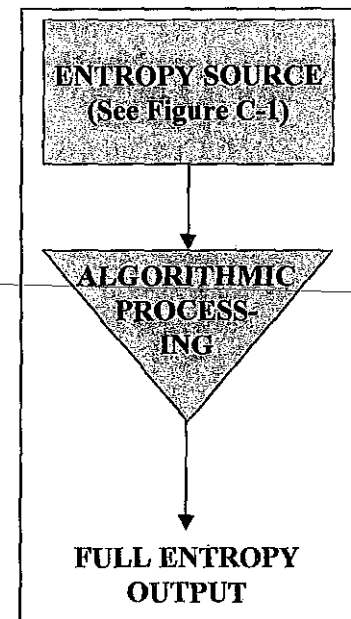 ENTROPY SOURCE
(See Figure C-1)
ALGORITHMIC
PROCESS-
ING
FULL ENTROPY
OUTPUT